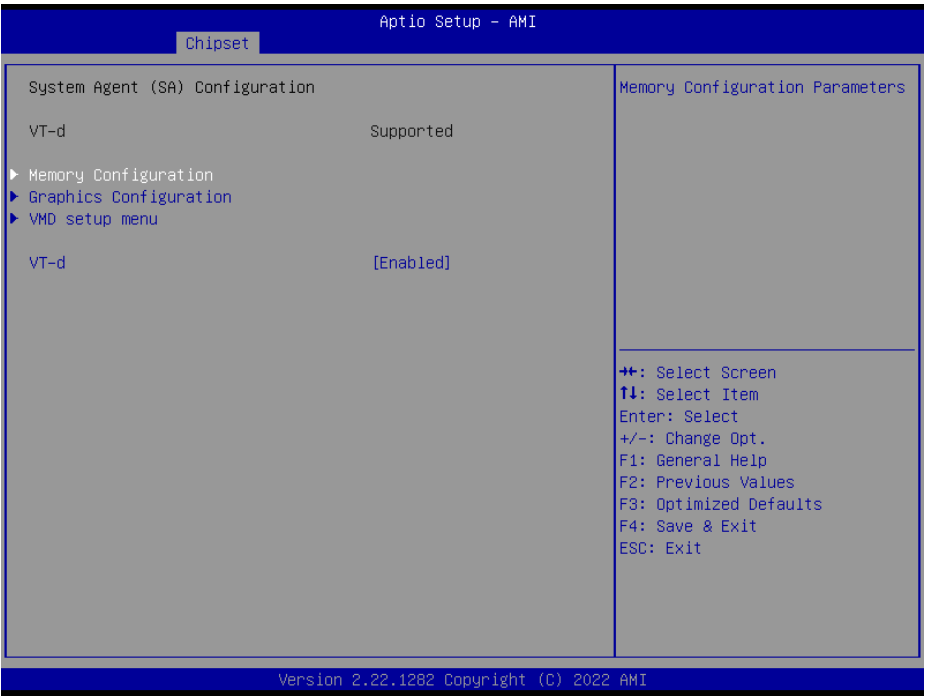 Aptio Setup – AMI
Chipset
System Agent (SA) Configuration
VT-d Supported
Memory Configuration
Graphics Configuration
VMD setup menu
VT-d [Enabled]
Memory Configuration Parameters
→←: Select Screen
↑↓: Select Item
Enter: Select
+/-: Change Opt.
F1: General Help
F2: Previous Values
F3: Optimized Defaults
F4: Save & Exit
ESC: Exit
Version 2.22.1282 Copyright (C) 2022 AMI